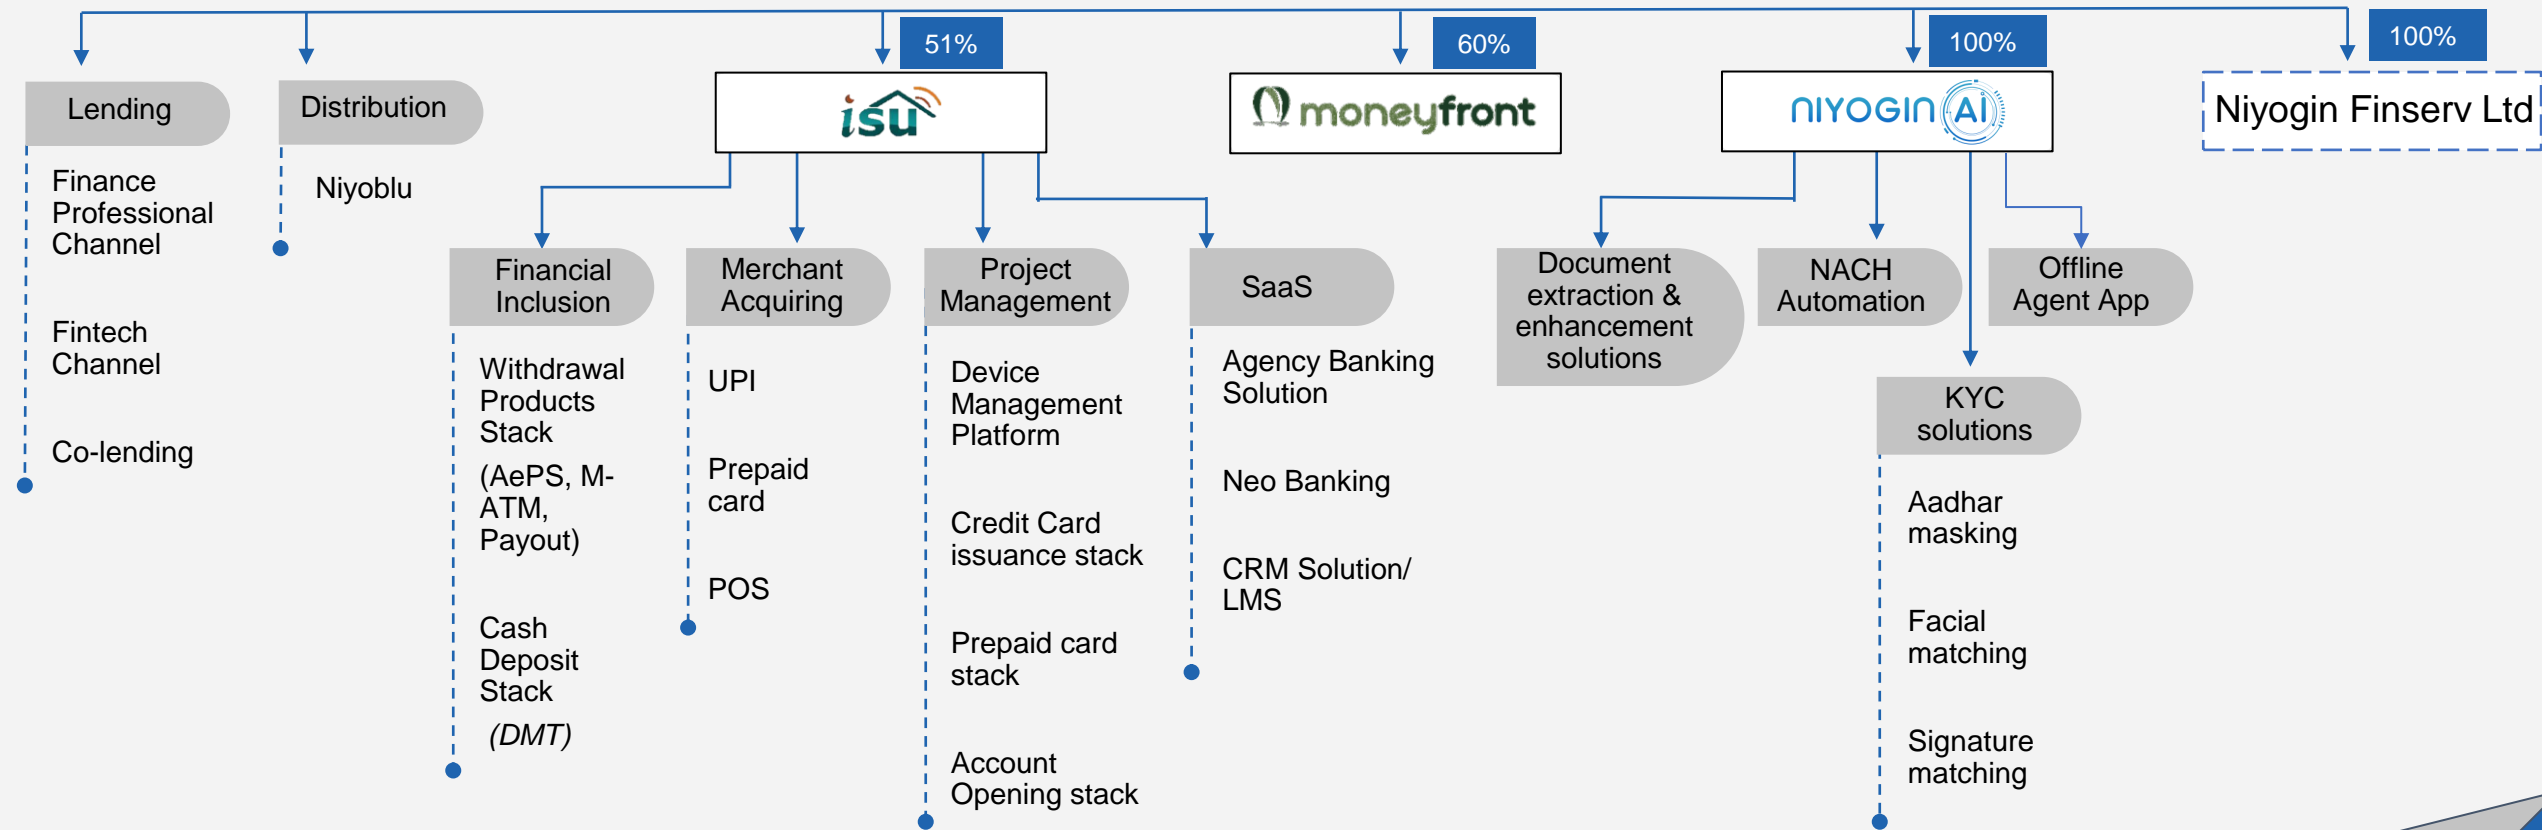 51%
60%
100%
100%
Lending
Distribution
isu
moneyfront
NIYOGIN AI
Niyogin Finserv Ltd
Finance
Professional
Channel
Fintech
Channel
Co-lending
Niyoblu
Financial
Inclusion
Withdrawal
Products
Stack
(AePS, M-
ATM,
Payout)
Cash
Deposit
Stack
(DMT)
Merchant
Acquiring
UPI
Prepaid
card
POS
Project
Management
Device
Management
Platform
Credit Card
issuance stack
Prepaid card
stack
Account
Opening stack
SaaS
Agency Banking
Solution
Neo Banking
CRM Solution/
LMS
Document
extraction &
enhancement
solutions
NACH
Automation
Offline
Agent App
KYC
solutions
Aadhar
masking
Facial
matching
Signature
matching